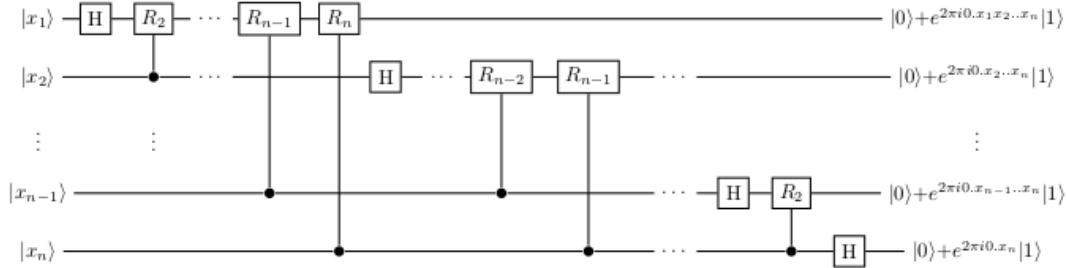 |x₁⟩ H R₂ ··· Rₙ₋₁ Rₙ |0⟩+e^{2πi0.x₁x₂..xₙ}|1⟩
|x₂⟩ ··· H ··· Rₙ₋₂ Rₙ₋₁ ··· |0⟩+e^{2πi0.x₂..xₙ}|1⟩
⋮ ⋮ ⋮
|xₙ₋₁⟩ ··· H R₂ |0⟩+e^{2πi0.xₙ₋₁..xₙ}|1⟩
|xₙ⟩ ··· H |0⟩+e^{2πi0.xₙ}|1⟩